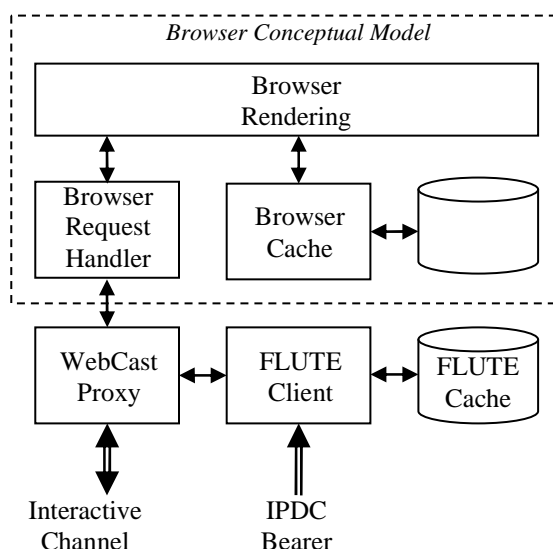 Browser Conceptual Model
Browser
Rendering
Browser
Request
Handler
Browser
Cache
WebCast
Proxy
FLUTE
Client
FLUTE
Cache
Interactive
Channel
IPDC
Bearer